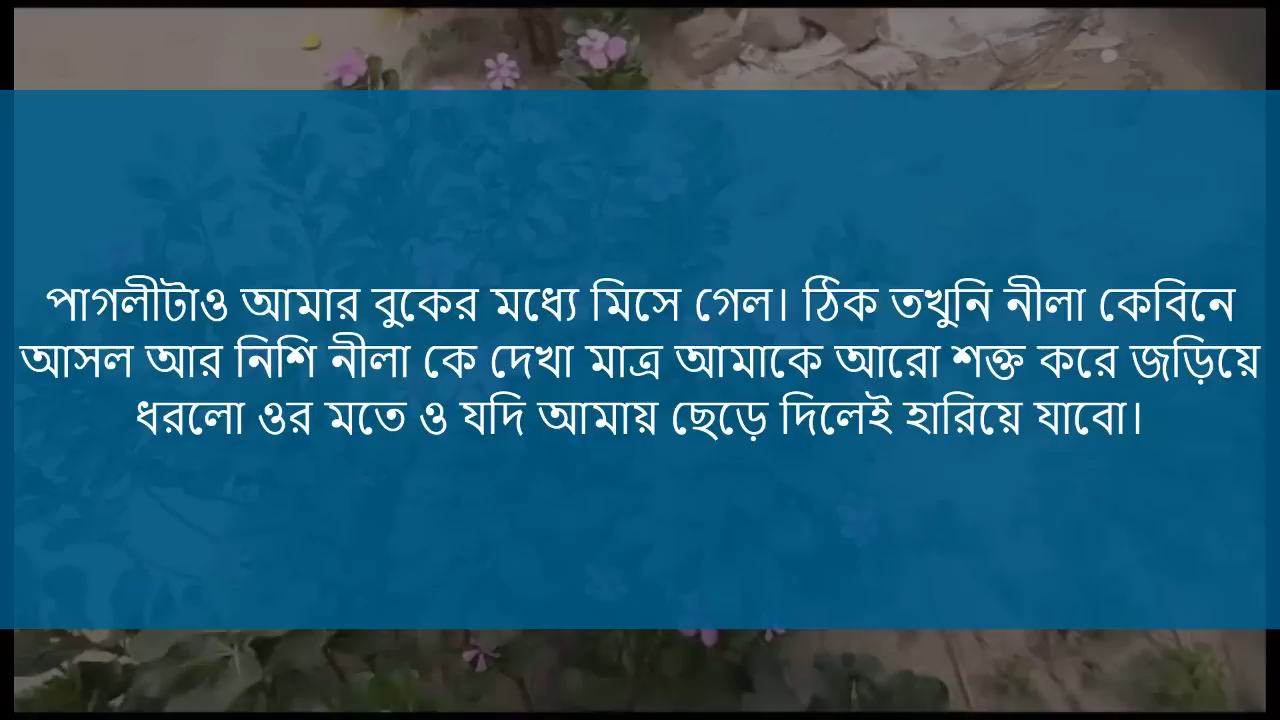 পাগলীটাও আমার বুকের মধ্যে মিসে গেল। ঠিক তখুনি নীলা কেবিনে
আসল আর নিশি নীলা কে দেখা মাত্র আমাকে আরো শক্ত করে জড়িয়ে
ধরলো ওর মতে ও যদি আমায় ছেড়ে দিলেই হারিয়ে যাবো।